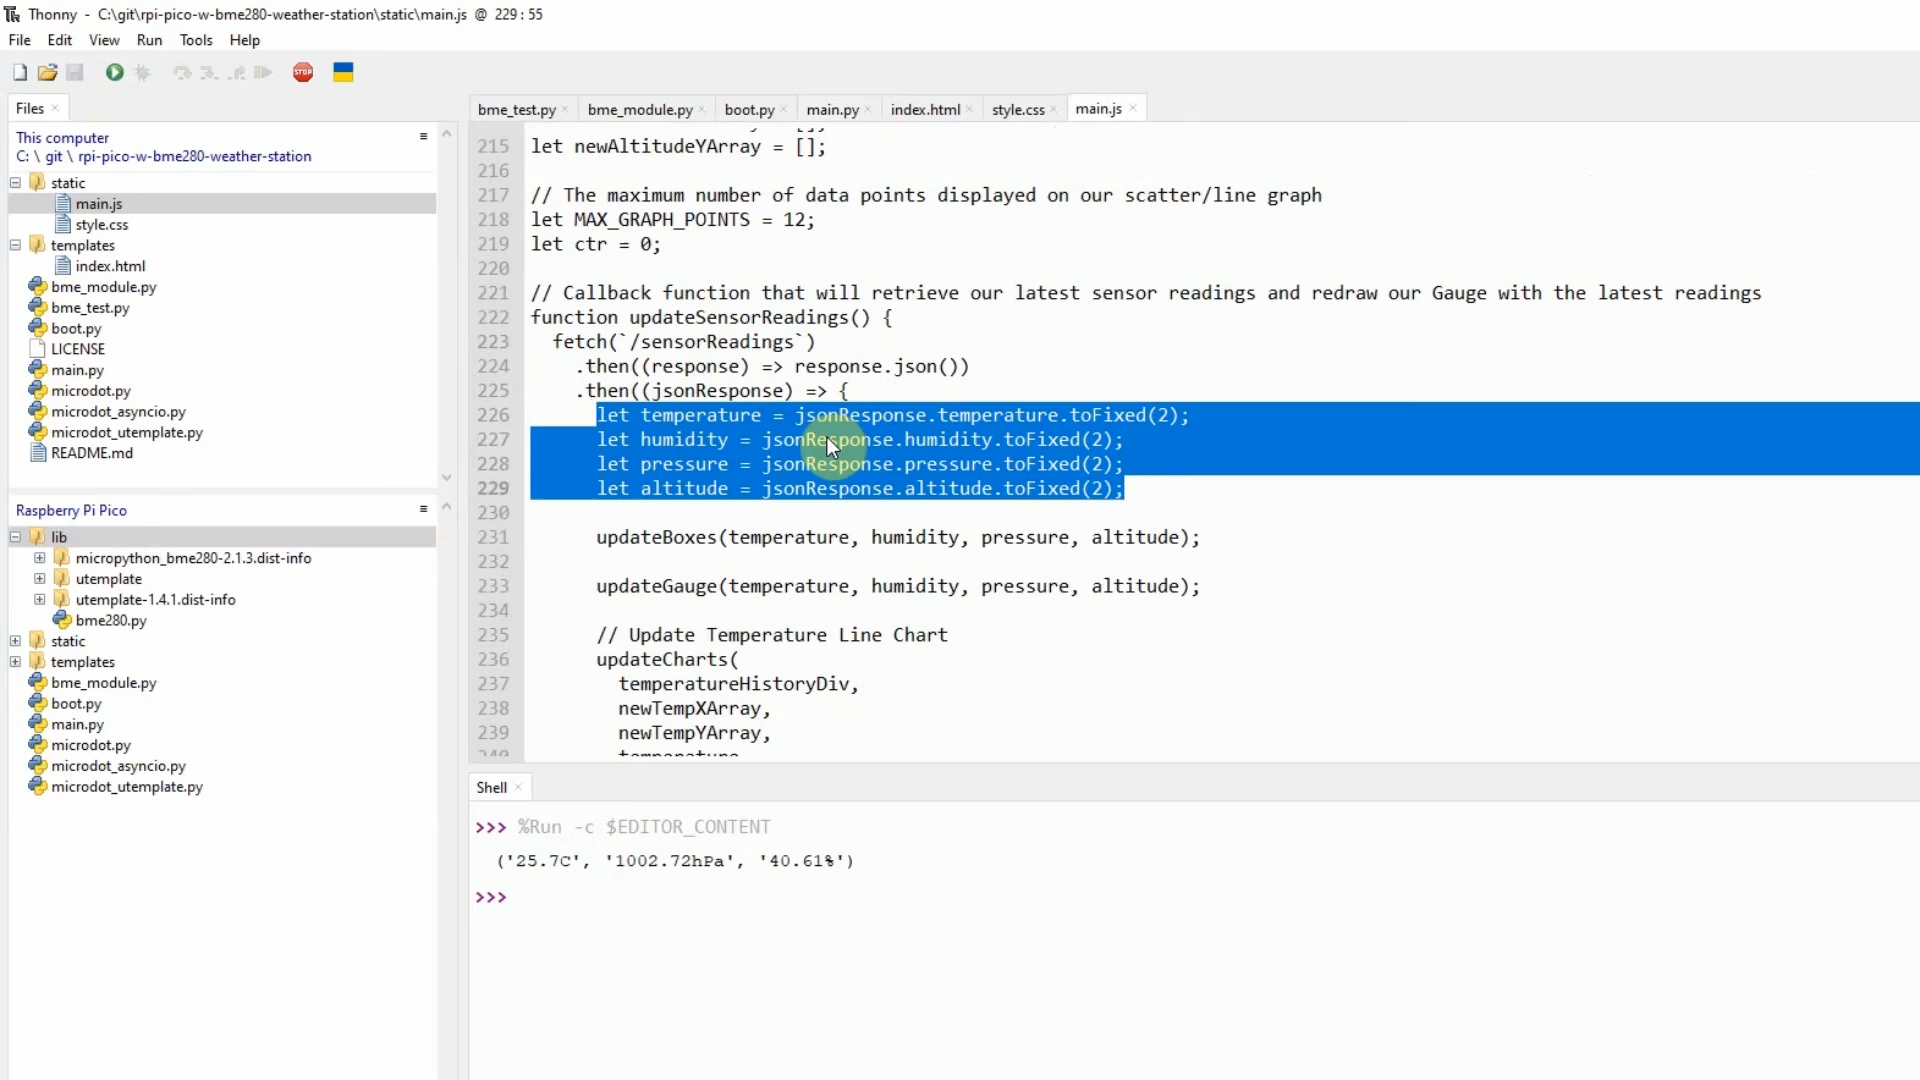 Thonny - C:\git\rpi-pico-w-bme280-weather-station\static\main.js @ 229 : 55
File Edit View Run Tools Help
STOP
Files
This computer
C: \ git \ rpi-pico-w-bme280-weather-station
static
main.js
style.css
templates
index.html
bme_module.py
bme_test.py
boot.py
LICENSE
main.py
microdot.py
microdot_asyncio.py
microdot_utemplate.py
README.md
Raspberry Pi Pico
lib
micropython_bme280-2.1.3.dist-info
utemplate
utemplate-1.4.1.dist-info
bme280.py
static
templates
bme_module.py
boot.py
main.py
microdot.py
microdot_asyncio.py
microdot_utemplate.py
bme_test.py bme_module.py boot.py main.py index.html style.css main.js
215 let newAltitudeYArray = [];
216
217 // The maximum number of data points displayed on our scatter/line graph
218 let MAX_GRAPH_POINTS = 12;
219 let ctr = 0;
220
221 // Callback function that will retrieve our latest sensor readings and redraw our Gauge with the latest readings
222 function updateSensorReadings() {
223 fetch(`/sensorReadings`)
224 .then((response) => response.json())
225 .then((jsonResponse) => {
226 let temperature = jsonResponse.temperature.toFixed(2);
227 let humidity = jsonResponse.humidity.toFixed(2);
228 let pressure = jsonResponse.pressure.toFixed(2);
229 let altitude = jsonResponse.altitude.toFixed(2);
230
231 updateBoxes(temperature, humidity, pressure, altitude);
232
233 updateGauge(temperature, humidity, pressure, altitude);
234
235 // Update Temperature Line Chart
236 updateCharts(
237 temperatureHistoryDiv,
238 newTempXArray,
239 newTempYArray,
Shell
>>> %Run -c $EDITOR_CONTENT
('25.7C', '1002.72hPa', '40.61%')
>>>